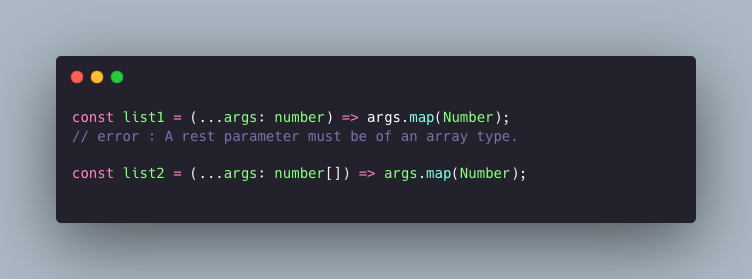 const list1 = (...args: number) => args.map(Number);
// error : A rest parameter must be of an array type.
const list2 = (...args: number[]) => args.map(Number);